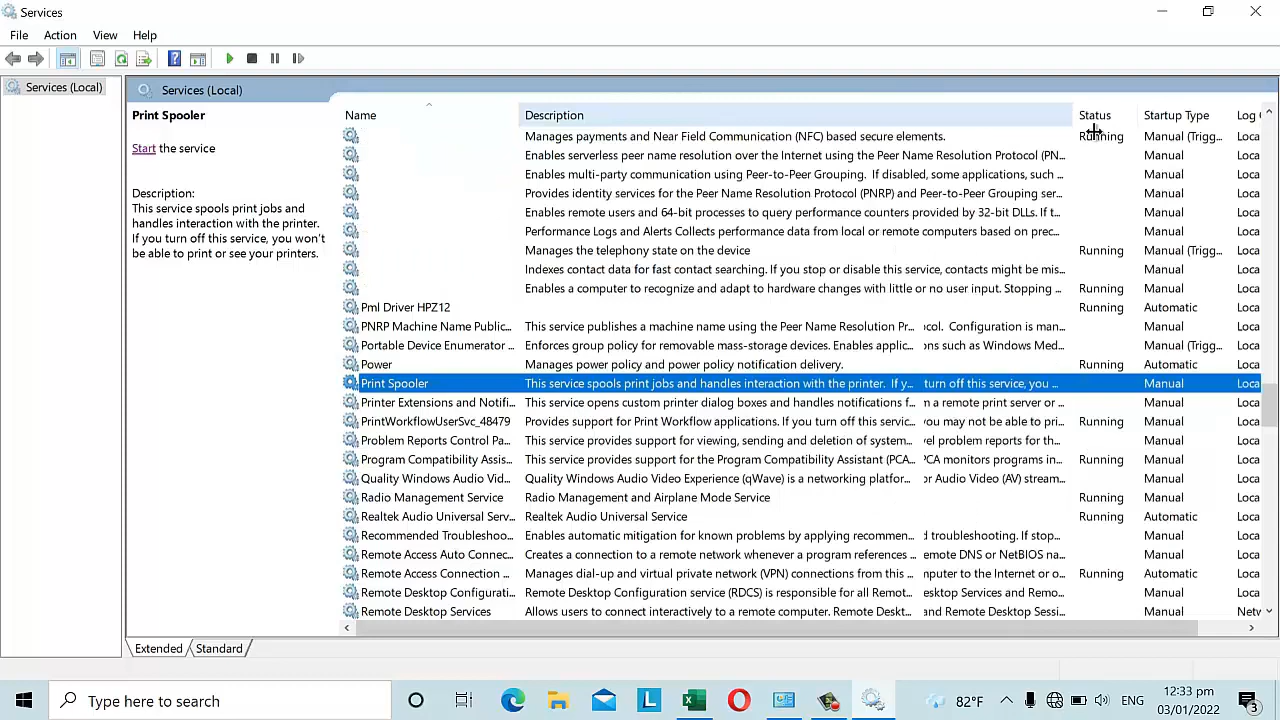 Services
File Action View Help
Services (Local)
Services (Local)
Print Spooler
Start the service
Description:
This service spools print jobs and
handles interaction with the printer.
If you turn off this service, you won't
be able to print or see your printers.
Name Description Status Startup Type Log
Manages payments and Near Field Communication (NFC) based secure elements. Running Manual (Trigg...
Enables serverless peer name resolution over the Internet using the Peer Name Resolution Protocol (PN... Manual Loca
Enables multi-party communication using Peer-to-Peer Grouping. If disabled, some applications, such ... Manual Loca
Provides identity services for the Peer Name Resolution Protocol (PNRP) and Peer-to-Peer Grouping ser... Manual Loca
Enables remote users and 64-bit processes to query performance counters provided by 32-bit DLLs. If t... Manual Loca
Performance Logs and Alerts Collects performance data from local or remote computers based on prec... Manual Loca
Manages the telephony state on the device Running Manual (Trigg... Loca
Indexes contact data for fast contact searching. If you stop or disable this service, contacts might be mis... Manual Loca
Enables a computer to recognize and adapt to hardware changes with little or no user input. Stopping ... Running Manual Loca
Pml Driver HPZ12 Running Automatic Loca
PNRP Machine Name Public... This service publishes a machine name using the Peer Name Resolution Pr... ocol. Configuration is man... Manual Loca
Portable Device Enumerator ... Enforces group policy for removable mass-storage devices. Enables applic... ons such as Windows Med... Manual (Trigg... Loca
Power Manages power policy and power policy notification delivery. Running Automatic Loca
Print Spooler This service spools print jobs and handles interaction with the printer. If y... turn off this service, you ... Manual Loca
Printer Extensions and Notifi... This service opens custom printer dialog boxes and handles notifications f... m a remote print server or ... Manual Loca
PrintWorkflowUserSvc_48479 Provides support for Print Workflow applications. If you turn off this servic... you may not be able to pri... Running Manual Loca
Problem Reports Control Pa... This service provides support for viewing, sending and deletion of system... vel problem reports for th... Manual Loca
Program Compatibility Assis... This service provides support for the Program Compatibility Assistant (PCA... PCA monitors programs in... Running Manual Loca
Quality Windows Audio Vid... Quality Windows Audio Video Experience (qWave) is a networking platfor... or Audio Video (AV) stream... Manual Loca
Radio Management Service Radio Management and Airplane Mode Service Running Manual Loca
Realtek Audio Universal Serv... Realtek Audio Universal Service Running Automatic Loca
Recommended Troubleshoo... Enables automatic mitigation for known problems by applying recommen... d troubleshooting. If stop... Manual Loca
Remote Access Auto Connec... Creates a connection to a remote network whenever a program references ... emote DNS or NetBIOS na... Manual Loca
Remote Access Connection ... Manages dial-up and virtual private network (VPN) connections from this ... mputer to the Internet or o... Running Automatic Loca
Remote Desktop Configurati... Remote Desktop Configuration service (RDCS) is responsible for all Remot... esktop Services and Remo... Manual Loca
Remote Desktop Services Allows users to connect interactively to a remote computer. Remote Deskt... and Remote Desktop Sessi... Manual Netv
Extended Standard
Type here to search 82°F ENG 12:33 pm
03/01/2022 3